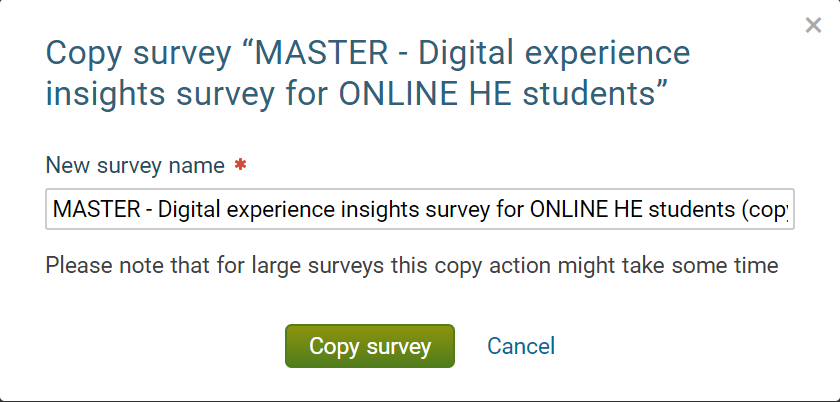 Copy survey “MASTER - Digital experience
insights survey for ONLINE HE students”
New survey name *
MASTER - Digital experience insights survey for ONLINE HE students (copy
Please note that for large surveys this copy action might take some time
Copy survey
Cancel